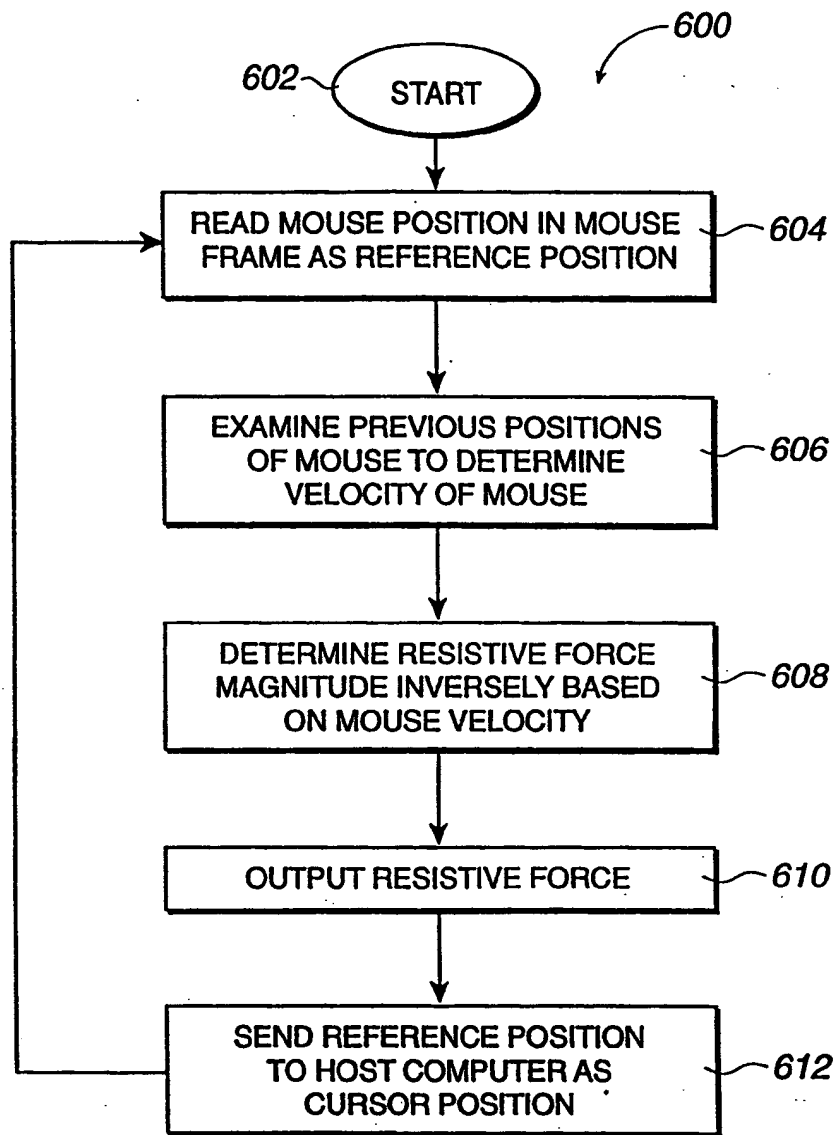 600
602
START
READ MOUSE POSITION IN MOUSE
FRAME AS REFERENCE POSITION
604
EXAMINE PREVIOUS POSITIONS
OF MOUSE TO DETERMINE
VELOCITY OF MOUSE
606
DETERMINE RESISTIVE FORCE
MAGNITUDE INVERSELY BASED
ON MOUSE VELOCITY
608
OUTPUT RESISTIVE FORCE
610
SEND REFERENCE POSITION
TO HOST COMPUTER AS
CURSOR POSITION
612